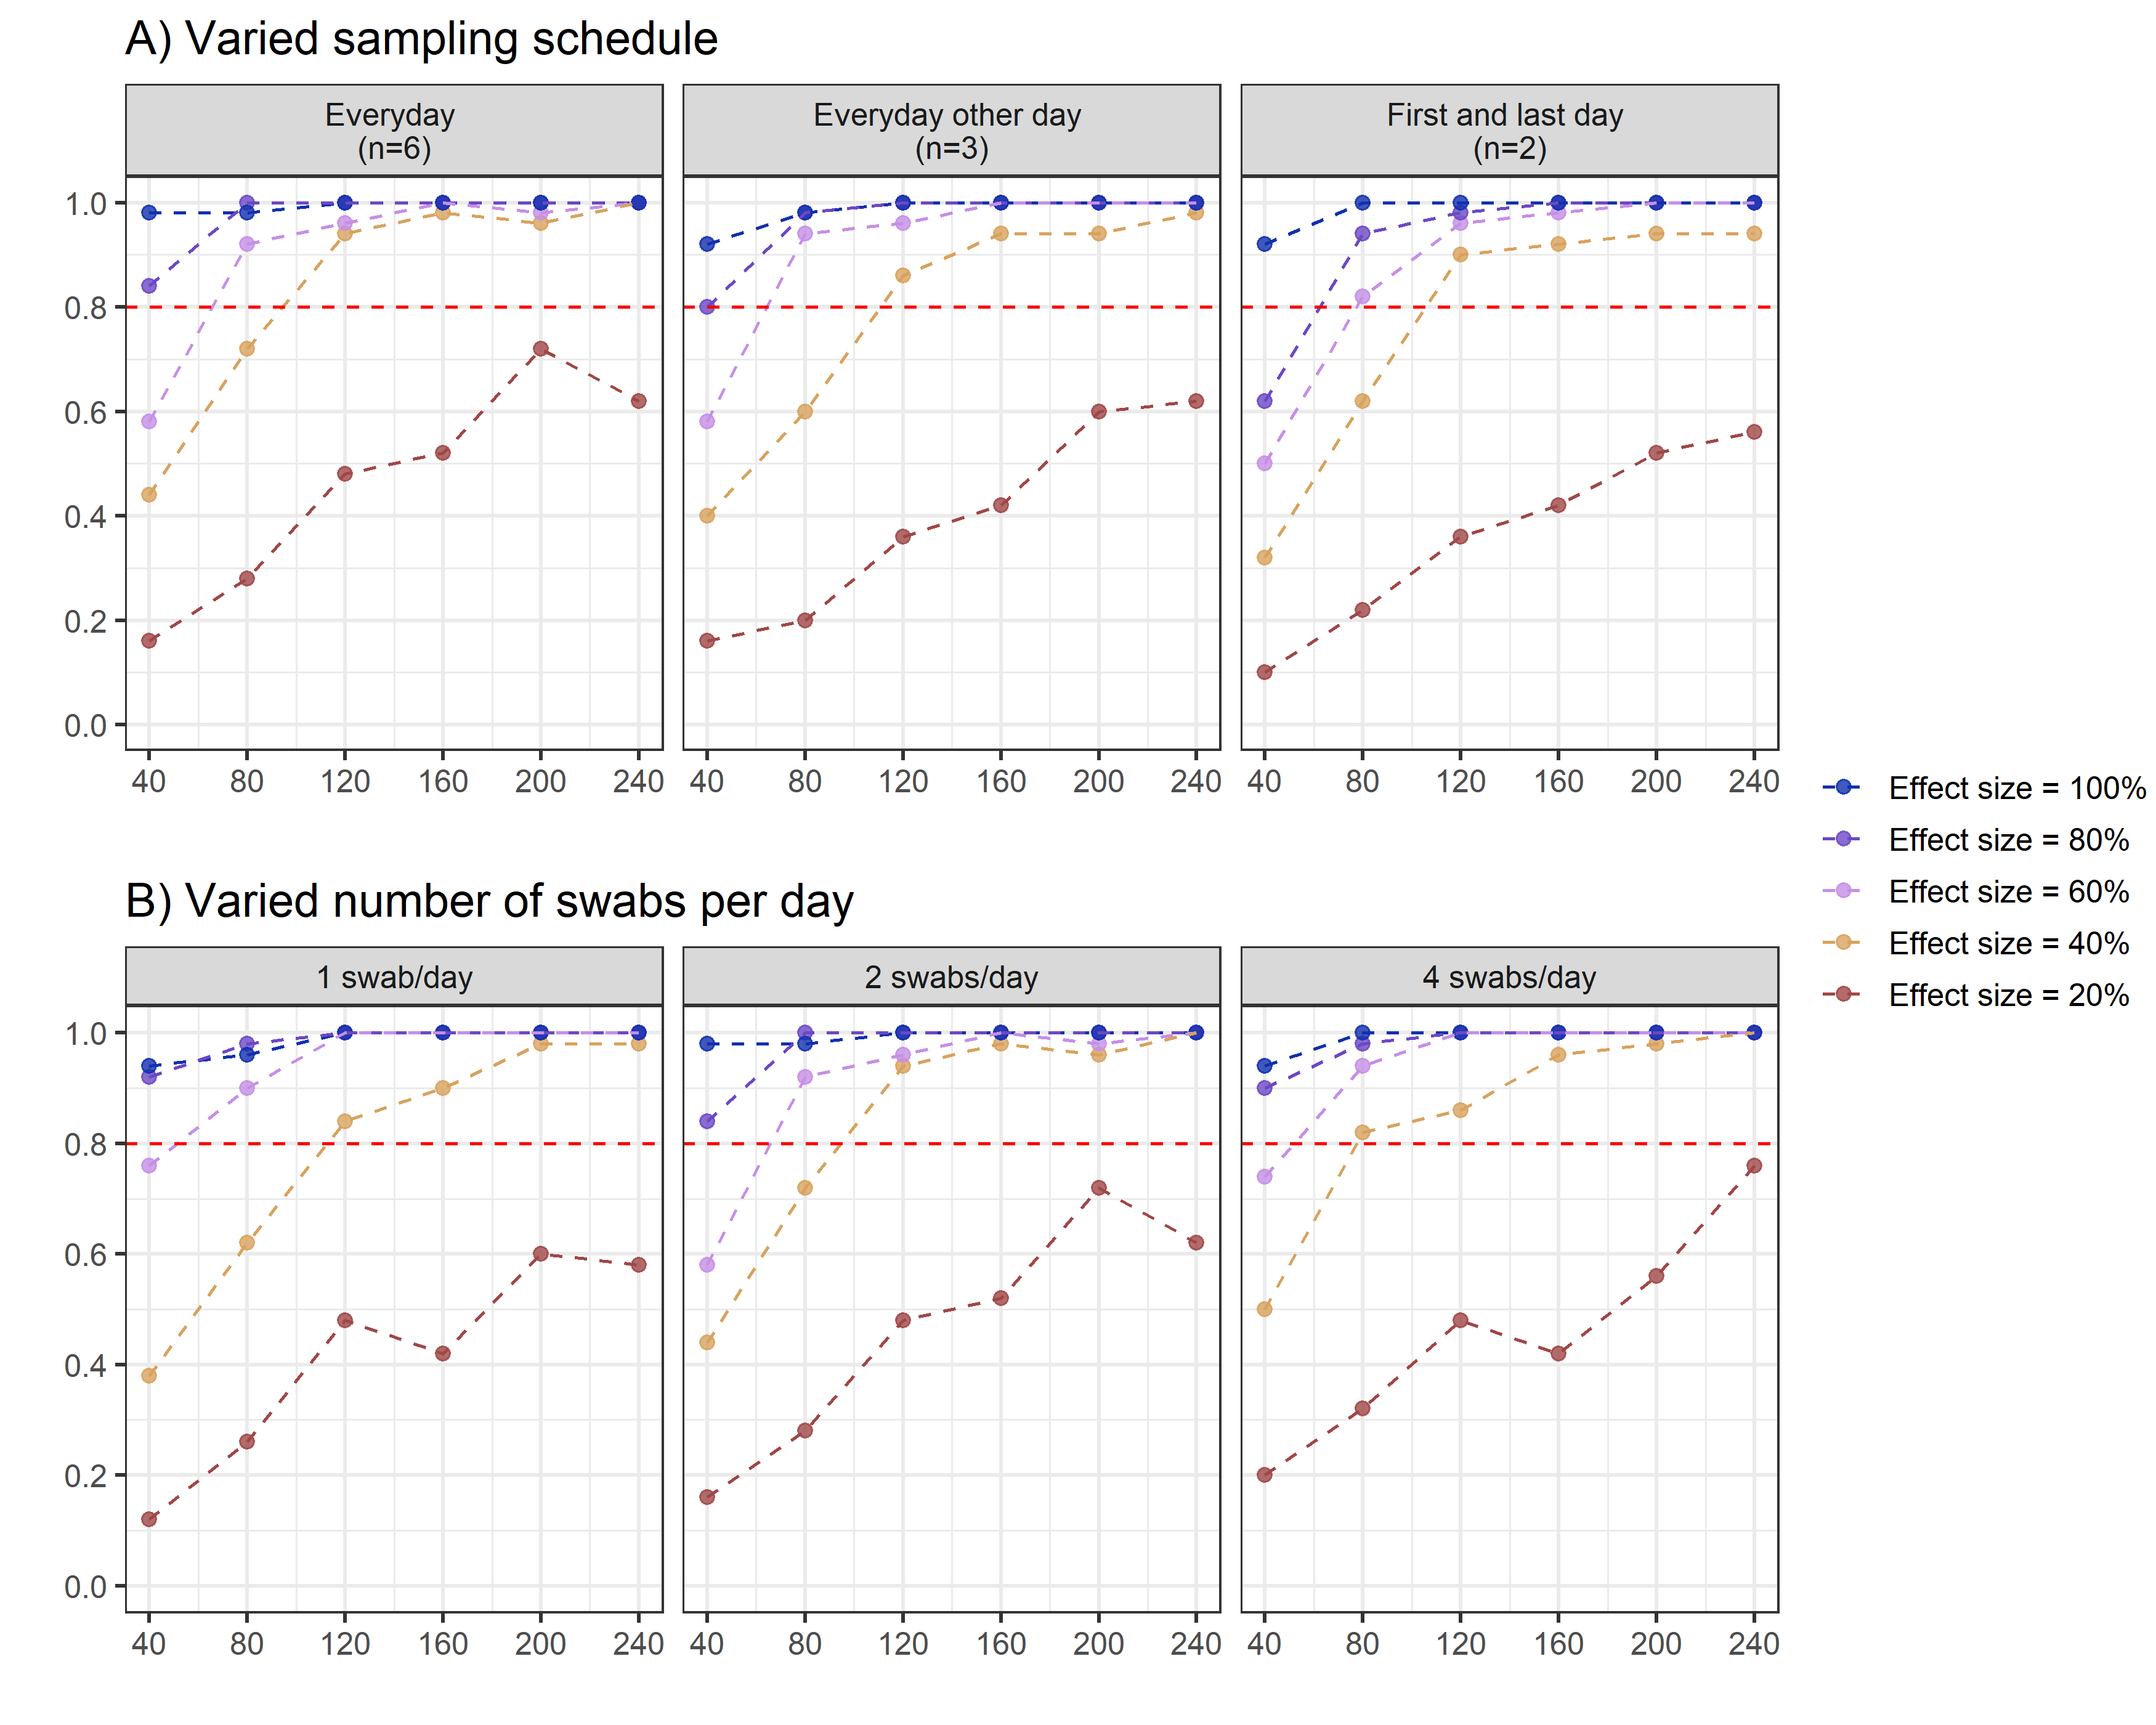 A) Varied sampling schedule
Everyday
(n=6)
Everyday other day
(n=3)
First and last day
(n=2)
1.0
0.8
0.6
0.4
0.2
0.0
40 80 120 160 200 240
40 80 120 160 200 240
40 80 120 160 200 240
B) Varied number of swabs per day
1 swab/day
2 swabs/day
4 swabs/day
1.0
0.8
0.6
0.4
0.2
0.0
40 80 120 160 200 240
40 80 120 160 200 240
40 80 120 160 200 240
Effect size = 100%
Effect size = 80%
Effect size = 60%
Effect size = 40%
Effect size = 20%